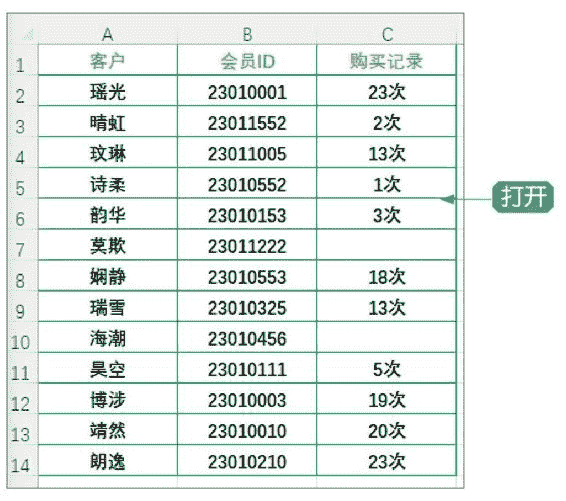 A B C
1 客户 会员ID 购买记录
2 瑶光 23010001 23次
3 晴虹 23011552 2次
4 玟琳 23011005 13次
5 诗柔 23010552 1次
打开
6 韵华 23010153 3次
7 莫欺 23011222
8 娴静 23010553 18次
9 瑞雪 23010325 13次
10 海潮 23010456
11 昊空 23010111 5次
12 博涉 23010003 19次
13 靖然 23010010 20次
14 朗逸 23010210 23次